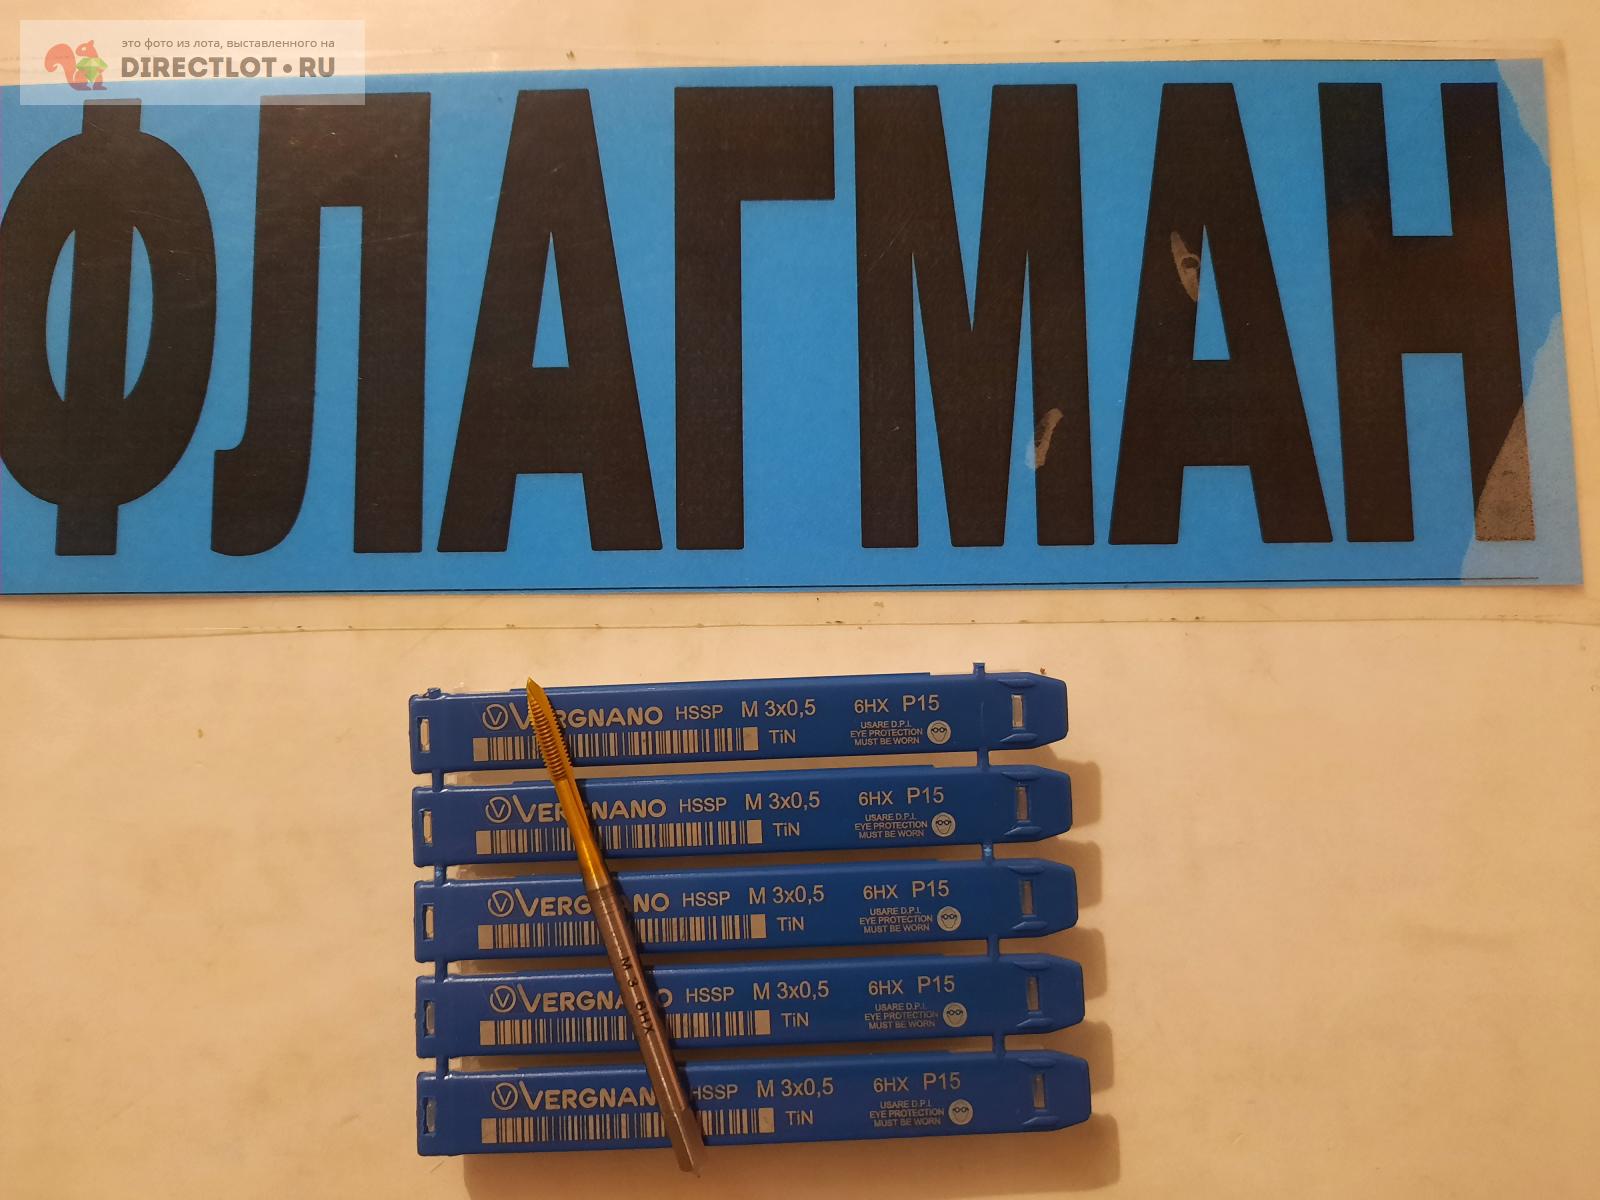 это фото из лота, выставленного на
DIRECTLOT•RU
ФЛАГМАН
VERGNANO HSSP M 3x0,5 6HX P15
TiN
USARE D.P.I.
EYE PROTECTION
MUST BE WORN
VERGNANO HSSP M 3x0,5 6HX P15
TiN
USARE D.P.I.
EYE PROTECTION
MUST BE WORN
VERGNANO HSSP M 3x0,5 6HX P15
TiN
USARE D.P.I.
EYE PROTECTION
MUST BE WORN
VERGNANO HSSP M 3x0,5 6HX P15
TiN
USARE D.P.I.
EYE PROTECTION
MUST BE WORN
VERGNANO HSSP M 3x0,5 6HX P15
TiN
USARE D.P.I.
EYE PROTECTION
MUST BE WORN
M 3 6HX